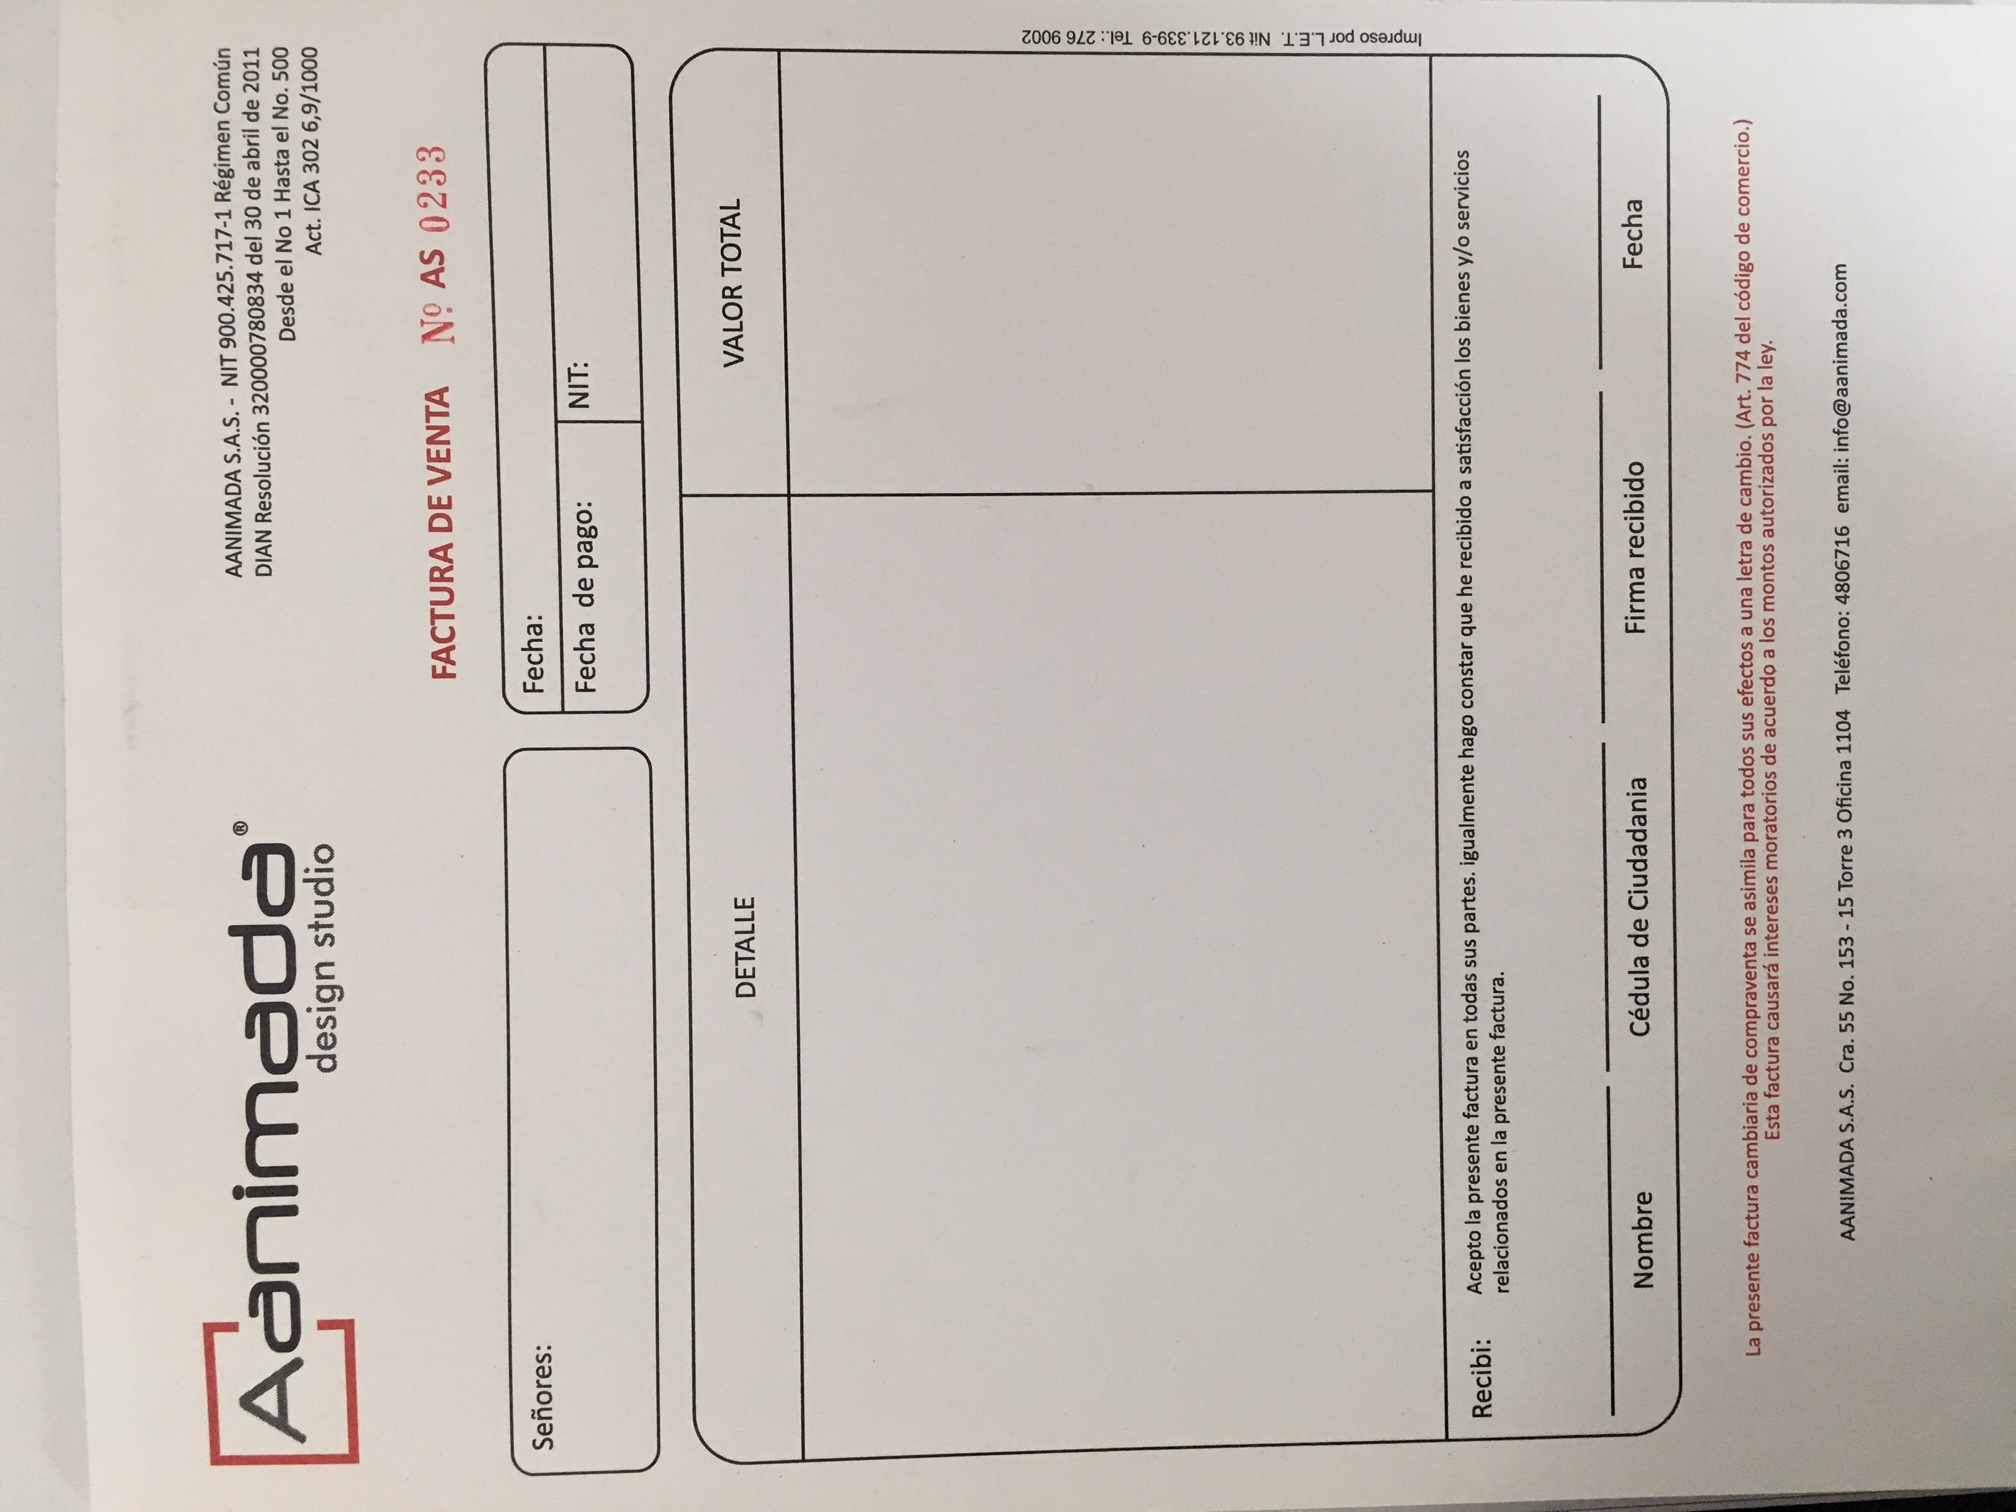 Aanimada®
design studio
AANIMADA S.A.S. - NIT 900.425.717-1 Régimen Común
DIAN Resolución 320000780834 del 30 de abril de 2011
Desde el No 1 Hasta el No. 500
Act. ICA 302 6,9/1000
FACTURA DE VENTA Nº AS 0233
Señores:
Fecha:
Fecha de pago:
NIT:
DETALLE
VALOR TOTAL
Impreso por L.E.T. Nit 93.121.339-9 Tel.: 276 9002
Recibi:
Acepto la presente factura en todas sus partes. igualmente hago constar que he recibido a satisfacción los bienes y/o servicios
relacionados en la presente factura.
Nombre
Cédula de Ciudadania
Firma recibido
Fecha
La presente factura cambiaria de compraventa se asimila para todos sus efectos a una letra de cambio. (Art. 774 del código de comercio.)
Esta factura causará intereses moratorios de acuerdo a los montos autorizados por la ley.
AANIMADA S.A.S. Cra. 55 No. 153 - 15 Torre 3 Oficina 1104 Teléfono: 4806716 email: info@aanimada.com